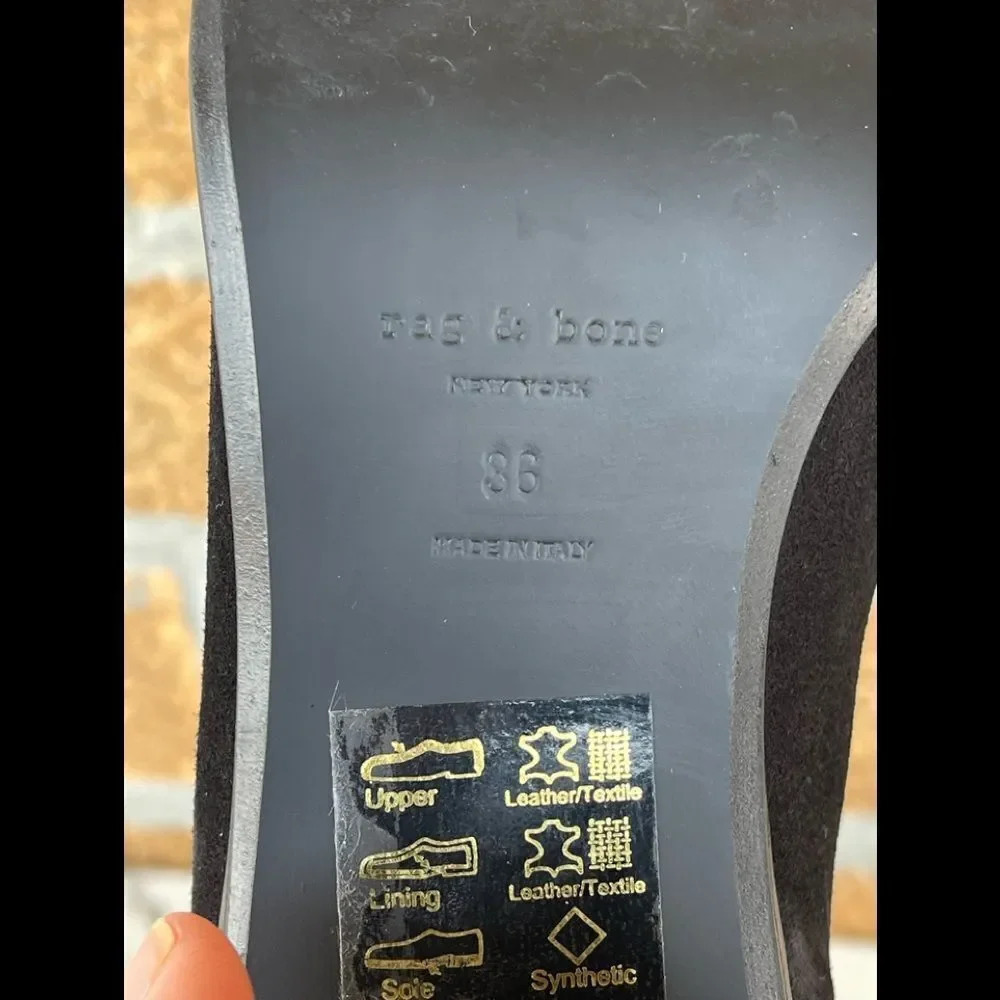 rag & bone
NEW YORK
36
MADE IN ITALY
Upper
Leather/Textile
Lining
Leather/Textile
Sole
Synthetic